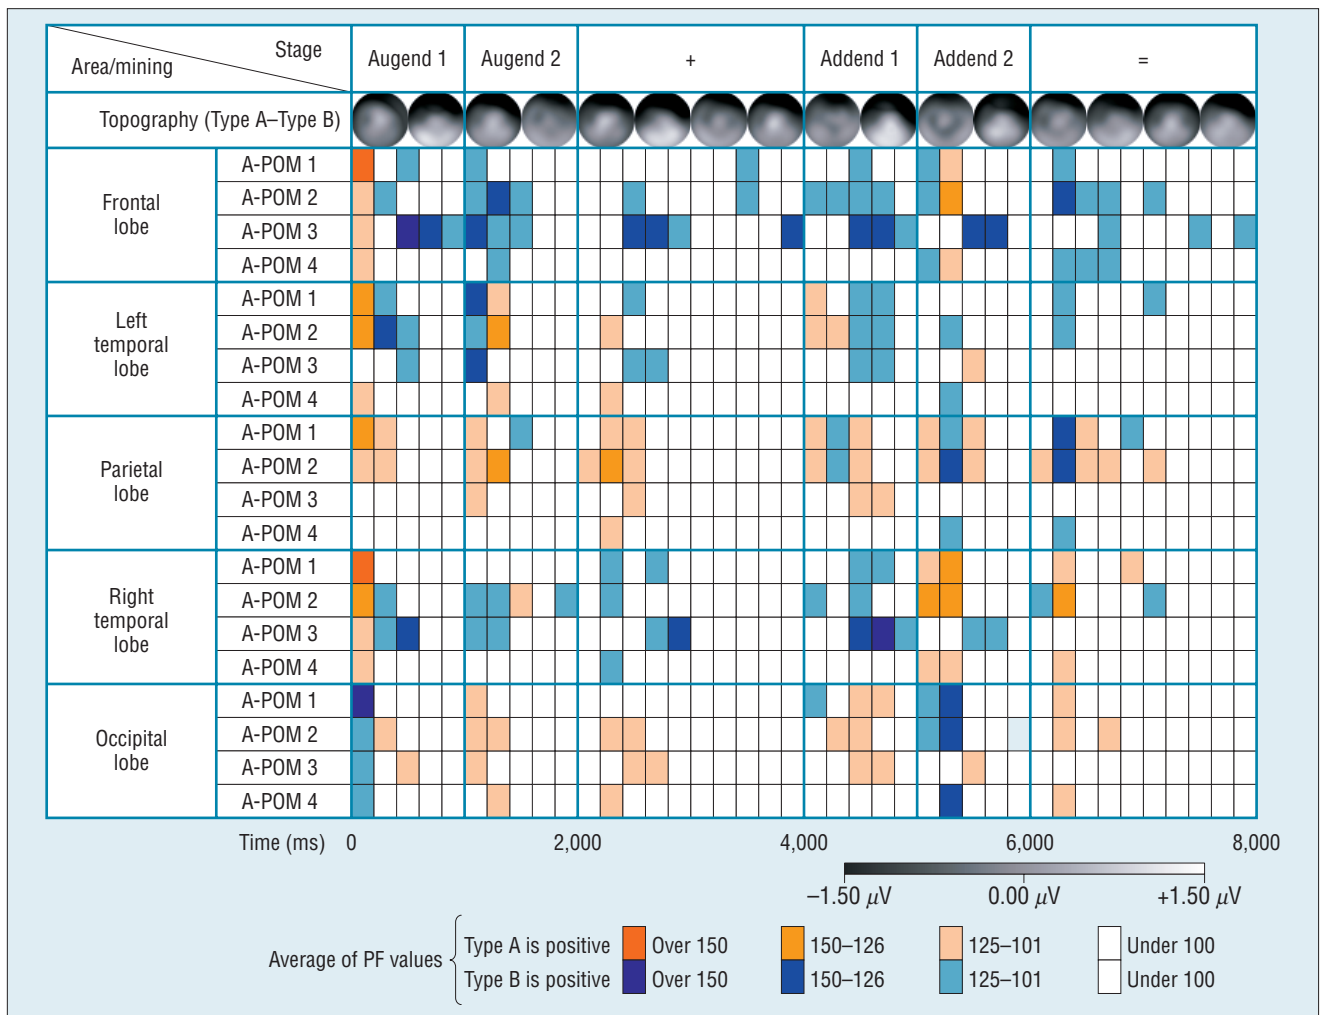 Stage
Area/mining
Augend 1 Augend 2 + Addend 1 Addend 2 =
Topography (Type A–Type B)
Frontal lobe
A-POM 1
A-POM 2
A-POM 3
A-POM 4
Left temporal lobe
A-POM 1
A-POM 2
A-POM 3
A-POM 4
Parietal lobe
A-POM 1
A-POM 2
A-POM 3
A-POM 4
Right temporal lobe
A-POM 1
A-POM 2
A-POM 3
A-POM 4
Occipital lobe
A-POM 1
A-POM 2
A-POM 3
A-POM 4
Time (ms) 0 2,000 4,000 6,000 8,000
–1.50 μV 0.00 μV +1.50 μV
Average of PF values
Type A is positive Over 150 150–126 125–101 Under 100
Type B is positive Over 150 150–126 125–101 Under 100